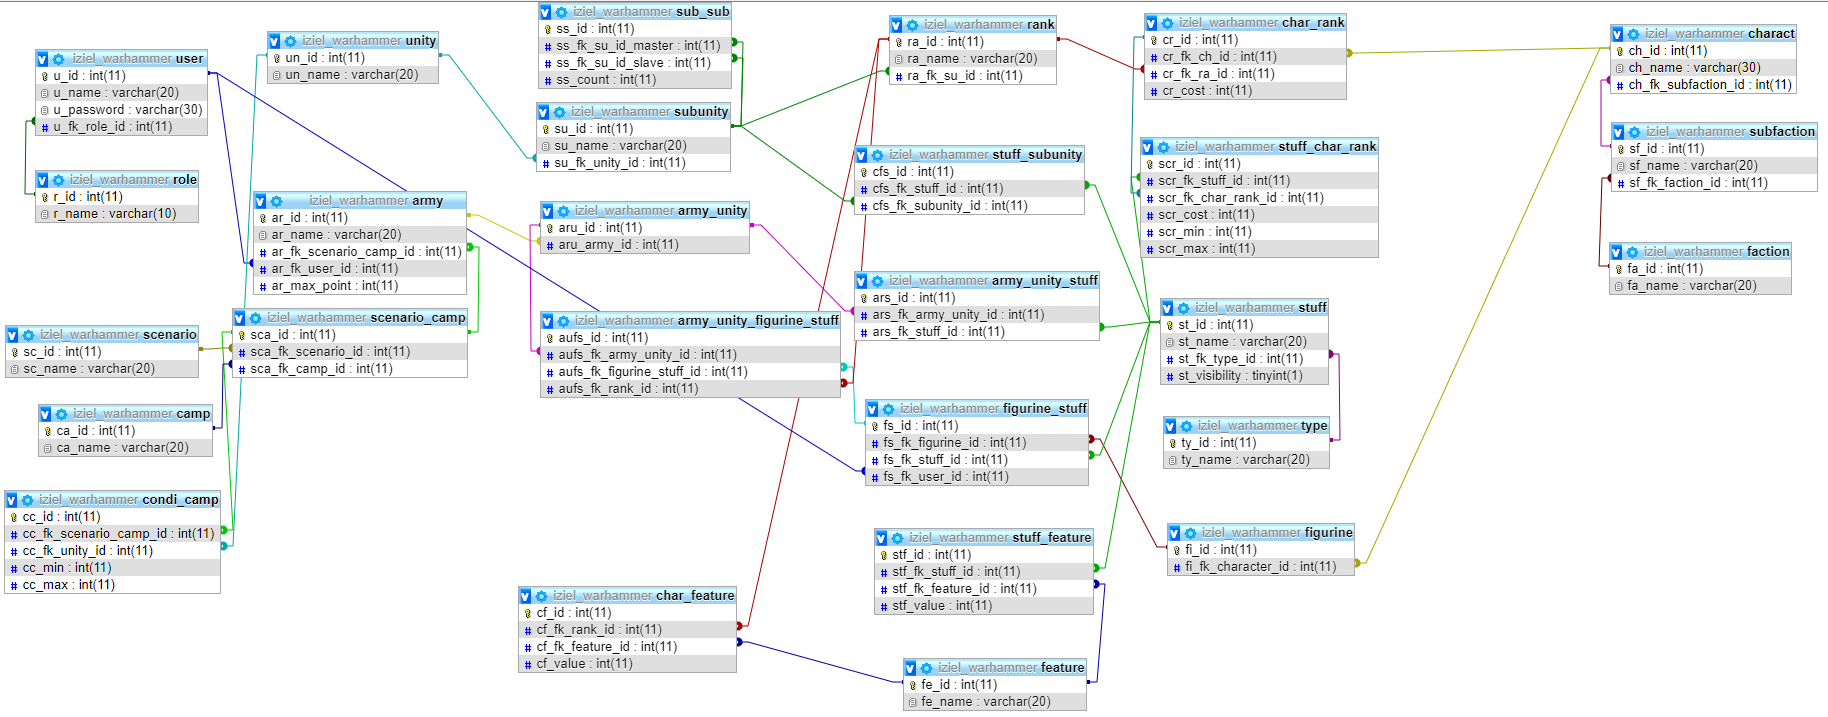 iziel_warhammer user
u_id : int(11)
u_name : varchar(20)
u_password : varchar(30)
u_fk_role_id : int(11)
iziel_warhammer role
r_id : int(11)
r_name : varchar(10)
iziel_warhammer unity
un_id : int(11)
un_name : varchar(20)
iziel_warhammer army
ar_id : int(11)
ar_name : varchar(20)
ar_fk_scenario_camp_id : int(11)
ar_fk_user_id : int(11)
ar_max_point : int(11)
iziel_warhammer scenario
sc_id : int(11)
sc_name : varchar(20)
iziel_warhammer scenario_camp
sca_id : int(11)
sca_fk_scenario_id : int(11)
sca_fk_camp_id : int(11)
iziel_warhammer camp
ca_id : int(11)
ca_name : varchar(20)
iziel_warhammer condi_camp
cc_id : int(11)
cc_fk_scenario_camp_id : int(11)
cc_fk_unity_id : int(11)
cc_min : int(11)
cc_max : int(11)
iziel_warhammer sub_sub
ss_id : int(11)
ss_fk_su_id_master : int(11)
ss_fk_su_id_slave : int(11)
ss_count : int(11)
iziel_warhammer subunity
su_id : int(11)
su_name : varchar(20)
su_fk_unity_id : int(11)
iziel_warhammer army_unity
aru_id : int(11)
aru_army_id : int(11)
iziel_warhammer army_unity_figurine_stuff
aufs_id : int(11)
aufs_fk_army_unity_id : int(11)
aufs_fk_figurine_stuff_id : int(11)
aufs_fk_rank_id : int(11)
iziel_warhammer char_feature
cf_id : int(11)
cf_fk_rank_id : int(11)
cf_fk_feature_id : int(11)
cf_value : int(11)
iziel_warhammer rank
ra_id : int(11)
ra_name : varchar(20)
ra_fk_su_id : int(11)
iziel_warhammer stuff_subunity
cfs_id : int(11)
cfs_fk_stuff_id : int(11)
cfs_fk_subunity_id : int(11)
iziel_warhammer army_unity_stuff
ars_id : int(11)
ars_fk_army_unity_id : int(11)
ars_fk_stuff_id : int(11)
iziel_warhammer figurine_stuff
fs_id : int(11)
fs_fk_figurine_id : int(11)
fs_fk_stuff_id : int(11)
fs_fk_user_id : int(11)
iziel_warhammer stuff_feature
stf_id : int(11)
stf_fk_stuff_id : int(11)
stf_fk_feature_id : int(11)
stf_value : int(11)
iziel_warhammer feature
fe_id : int(11)
fe_name : varchar(20)
iziel_warhammer char_rank
cr_id : int(11)
cr_fk_ch_id : int(11)
cr_fk_ra_id : int(11)
cr_cost : int(11)
iziel_warhammer stuff_char_rank
scr_id : int(11)
scr_fk_stuff_id : int(11)
scr_fk_char_rank_id : int(11)
scr_cost : int(11)
scr_min : int(11)
scr_max : int(11)
iziel_warhammer stuff
st_id : int(11)
st_name : varchar(20)
st_fk_type_id : int(11)
st_visibility : tinyint(1)
iziel_warhammer type
ty_id : int(11)
ty_name : varchar(20)
iziel_warhammer figurine
fi_id : int(11)
fi_fk_character_id : int(11)
iziel_warhammer charact
ch_id : int(11)
ch_name : varchar(30)
ch_fk_subfaction_id : int(11)
iziel_warhammer subfaction
sf_id : int(11)
sf_name : varchar(20)
sf_fk_faction_id : int(11)
iziel_warhammer faction
fa_id : int(11)
fa_name : varchar(20)